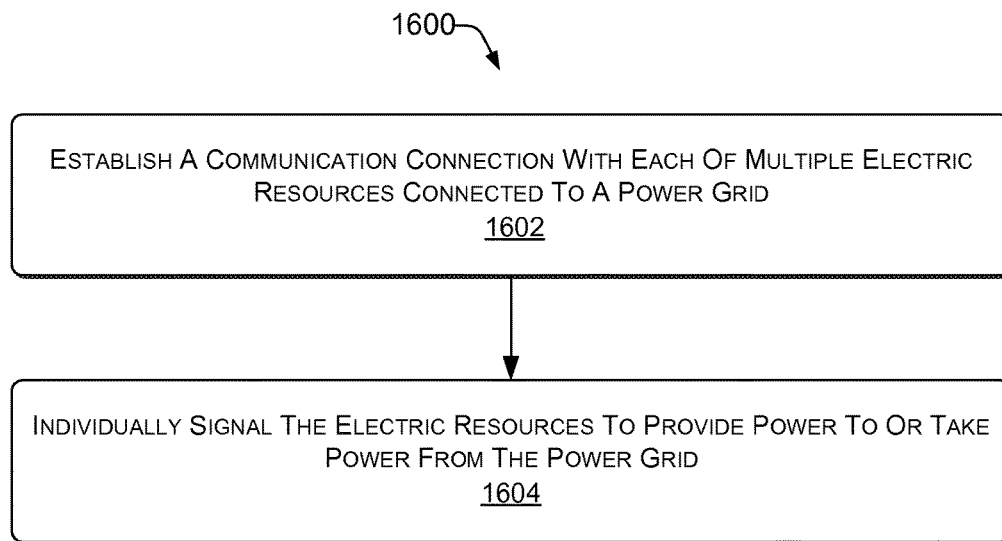 1600
ESTABLISH A COMMUNICATION CONNECTION WITH EACH OF MULTIPLE ELECTRIC
RESOURCES CONNECTED TO A POWER GRID
1602
INDIVIDUALLY SIGNAL THE ELECTRIC RESOURCES TO PROVIDE POWER TO OR TAKE
POWER FROM THE POWER GRID
1604